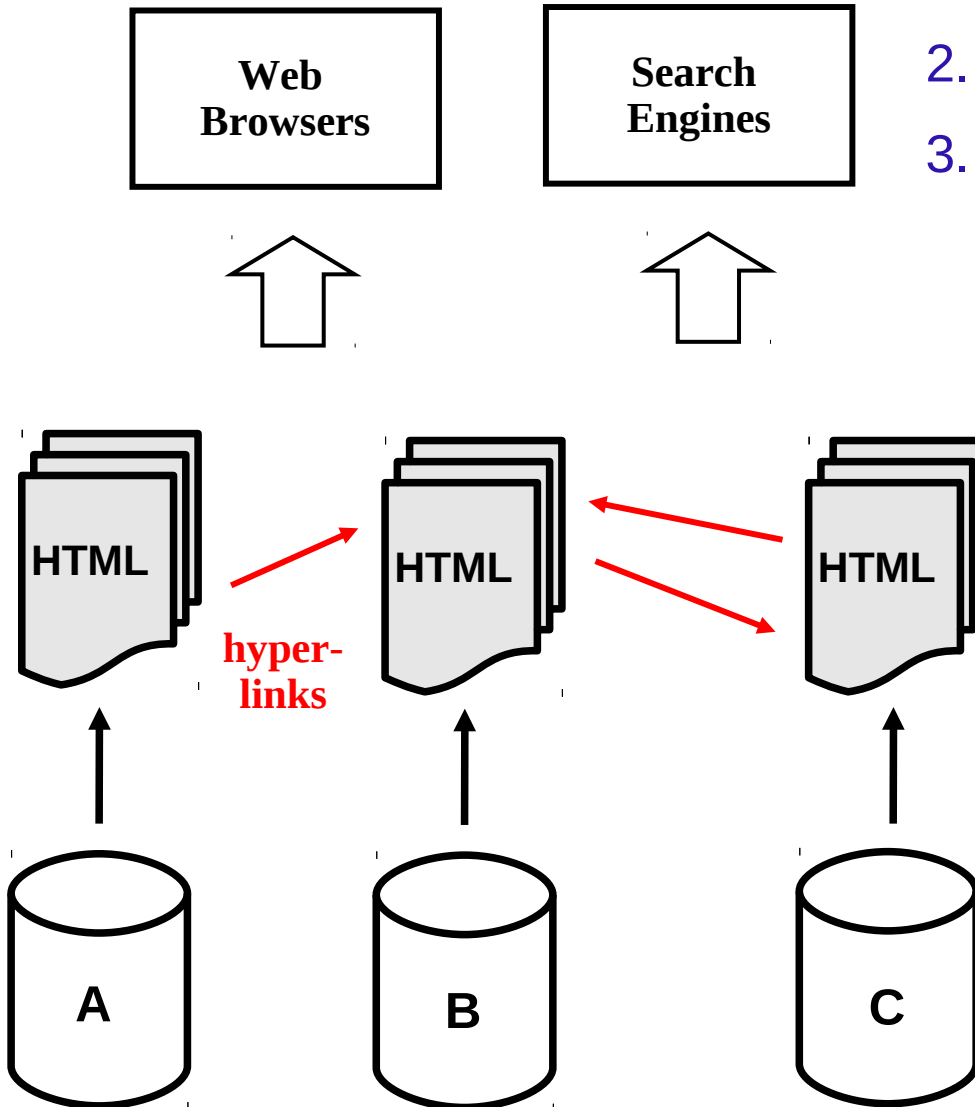 Web
Browsers
Search
Engines
2.
3.
HTML
HTML
HTML
hyper-
links
A
B
C